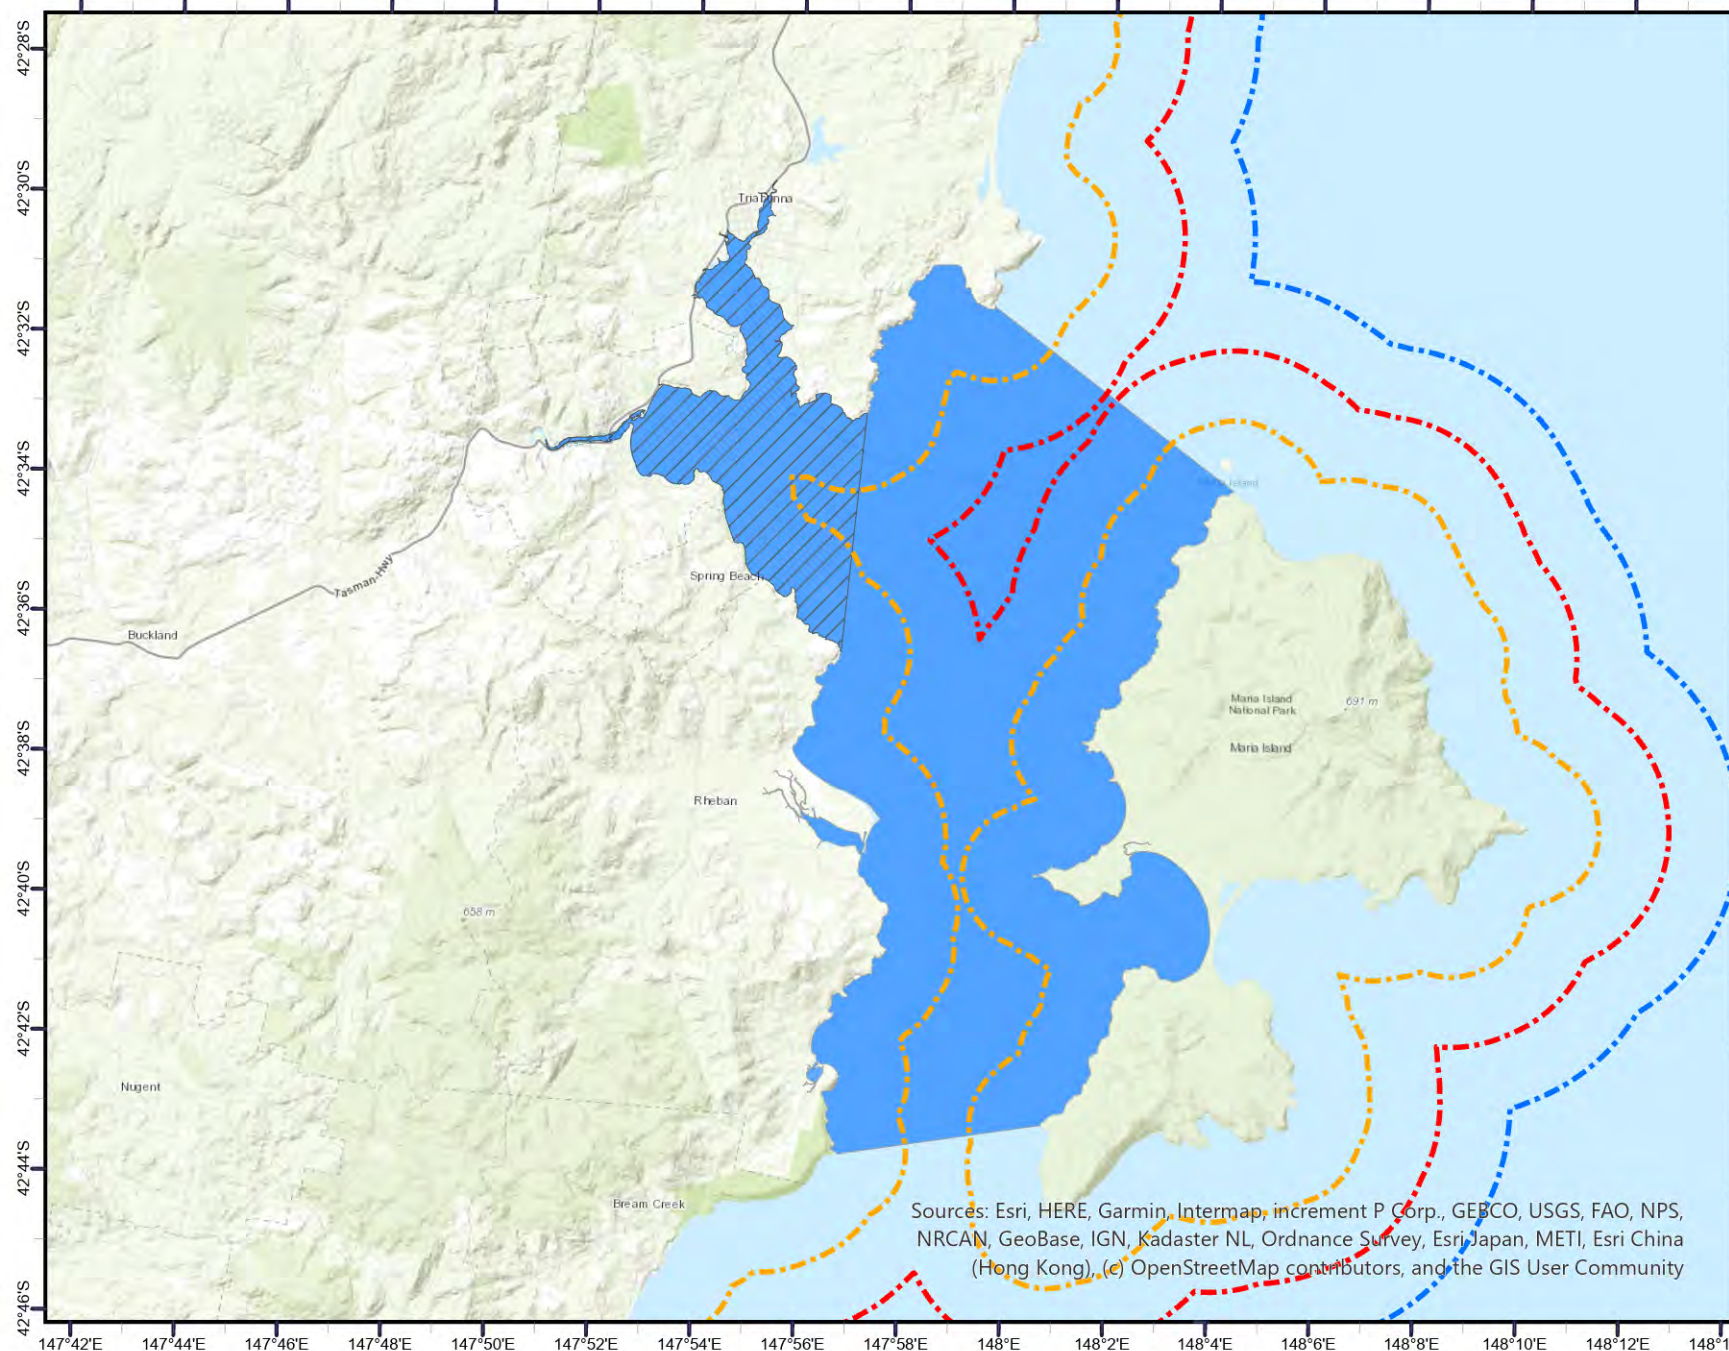 42°28'S
42°30'S
42°32'S
42°34'S
42°36'S
42°38'S
42°40'S
42°42'S
42°44'S
42°46'S
Triabunna
Spring Beach
Tasman-Hwy
Buckland
Maria Island
National Park
691 m
Maria Island
Rheban
658 m
Nugent
Bream Creek
Sources: Esri, HERE, Garmin, Intermap, increment P Corp., GEBCO, USGS, FAO, NPS,
NRCAN, GeoBase, IGN, Kadaster NL, Ordnance Survey, Esri Japan, METI, Esri China
(Hong Kong), (c) OpenStreetMap contributors, and the GIS User Community
147°42'E
147°44'E
147°46'E
147°48'E
147°50'E
147°52'E
147°54'E
147°56'E
147°58'E
148°0'E
148°2'E
148°4'E
148°6'E
148°8'E
148°10'E
148°12'E